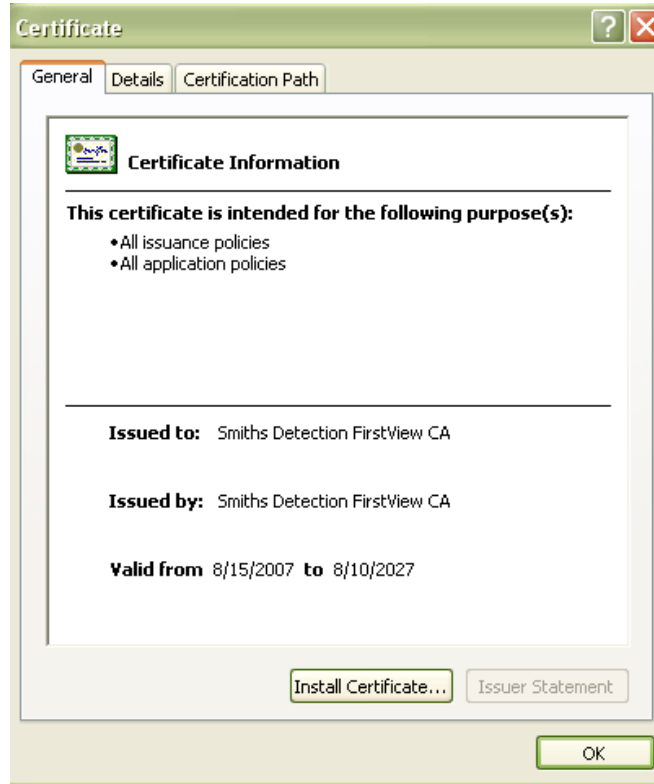 Certificate
General Details Certification Path
Certificate Information
This certificate is intended for the following purpose(s):
•All issuance policies
•All application policies
Issued to: Smiths Detection FirstView CA
Issued by: Smiths Detection FirstView CA
Valid from 8/15/2007 to 8/10/2027
Install Certificate... Issuer Statement
OK